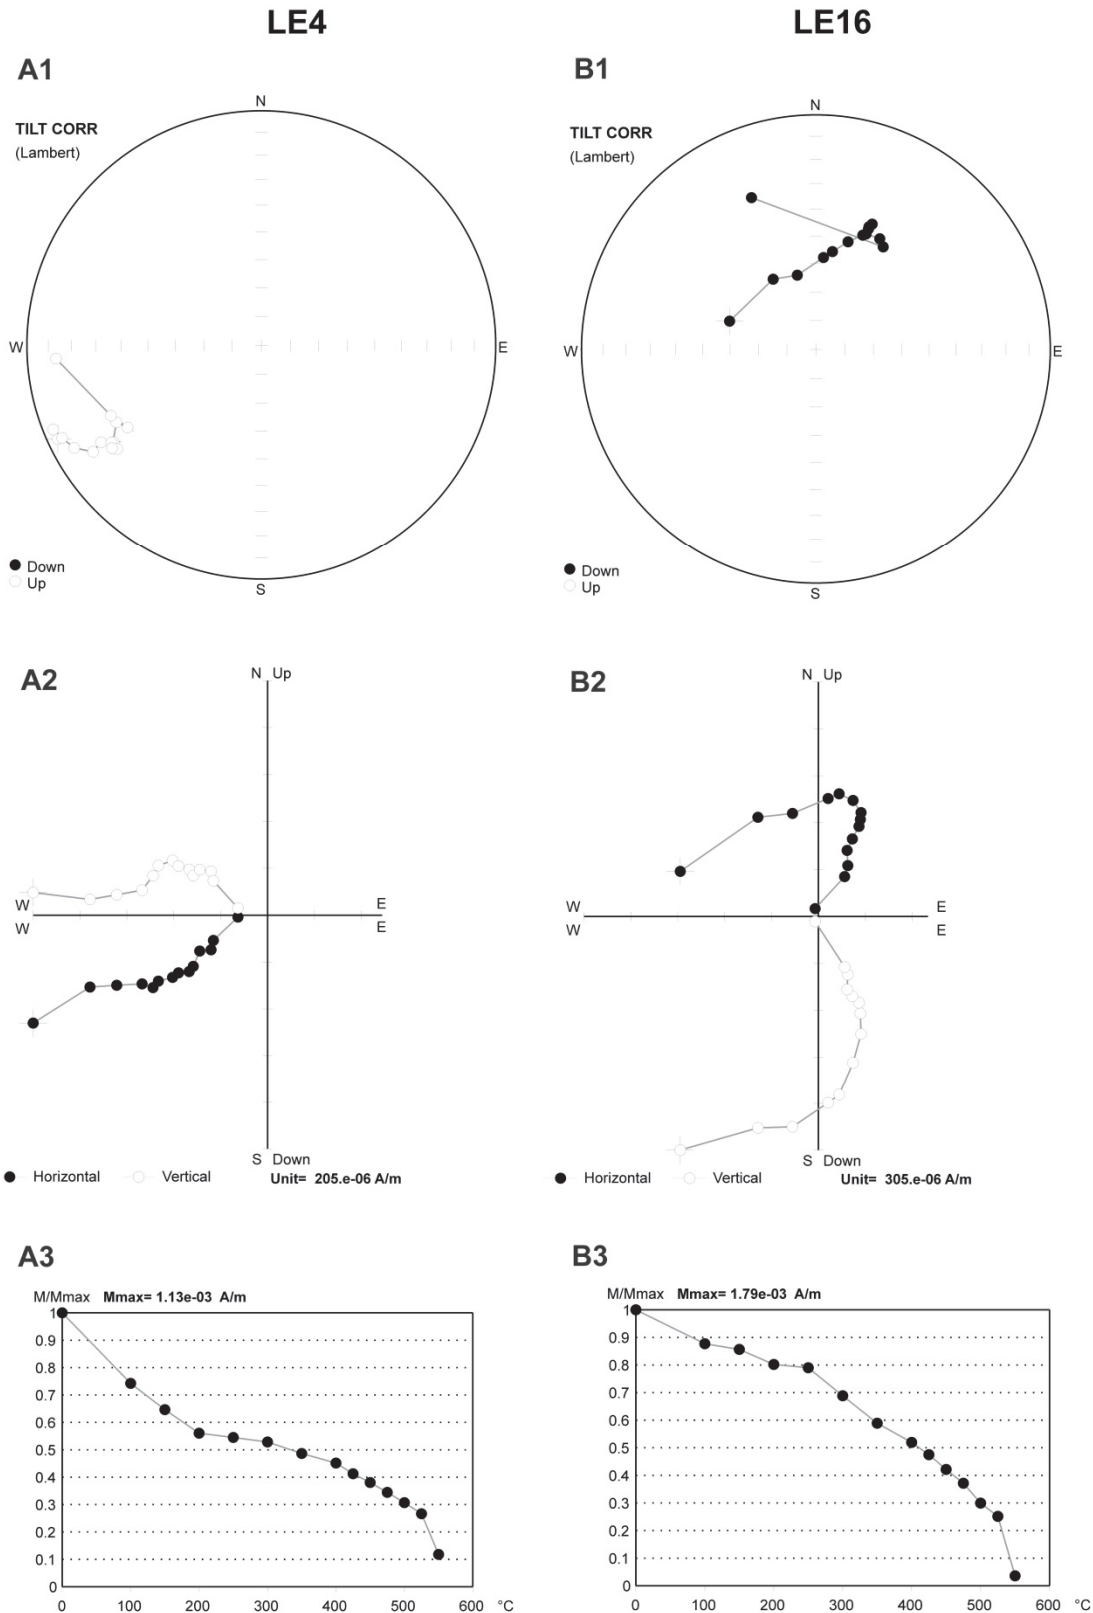 LE4 LE16
A1 B1
N N
TILT CORR TILT CORR
(Lambert) (Lambert)
W E W E
Down Down
Up Up
S S
A2 B2
N Up N Up
W E W E
W E W E
S Down S Down
Horizontal Vertical Unit= 205.e-06 A/m Horizontal Vertical Unit= 305.e-06 A/m
A3 B3
M/Mmax Mmax= 1.13e-03 A/m M/Mmax Mmax= 1.79e-03 A/m
1 1
0.9 0.9
0.8 0.8
0.7 0.7
0.6 0.6
0.5 0.5
0.4 0.4
0.3 0.3
0.2 0.2
0.1 0.1
0 0
0 100 200 300 400 500 600 °C 0 100 200 300 400 500 600 °C